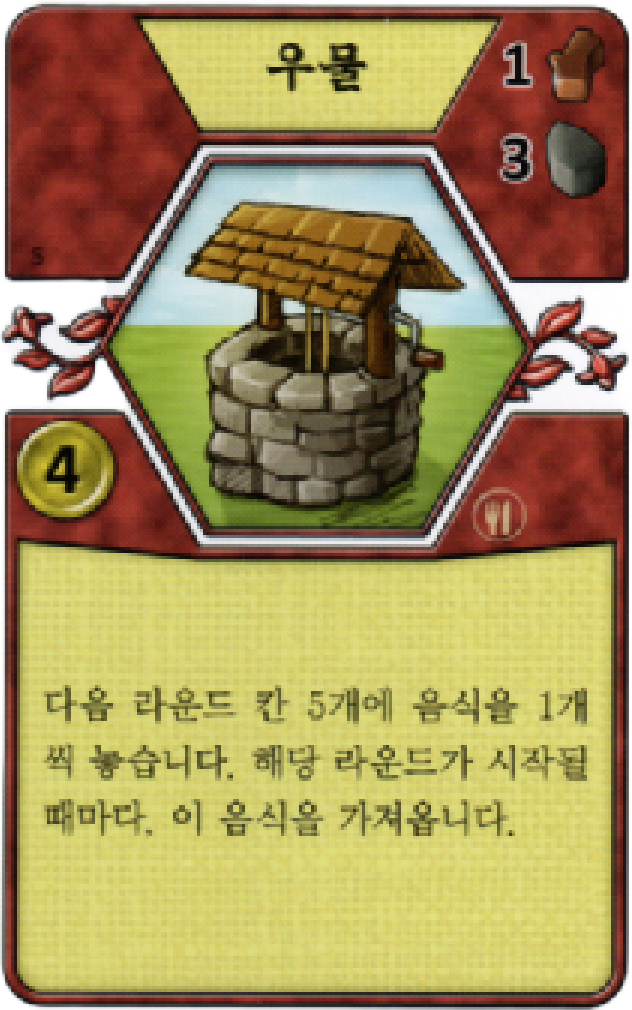 우물
1
3
5
4
다음 라운드 칸 5개에 음식을 1개
씩 놓습니다. 해당 라운드가 시작될
때마다. 이 음식을 가져옵니다.